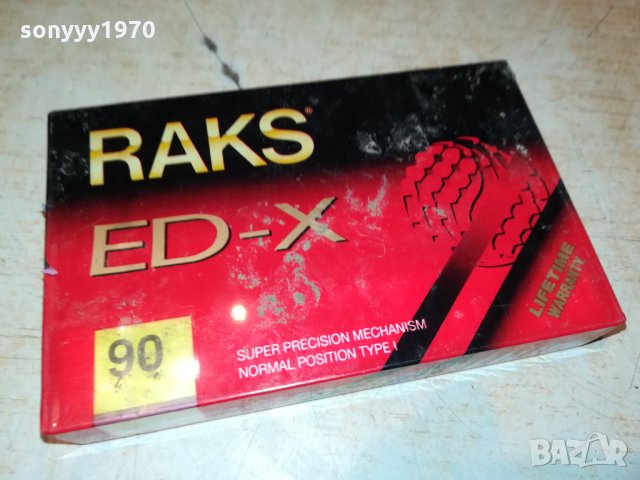 sonyyy1970
RAKS®
ED-X
90
SUPER PRECISION MECHANISM
NORMAL POSITION TYPE I
LIFETIME
WARRANTY
BAZAR